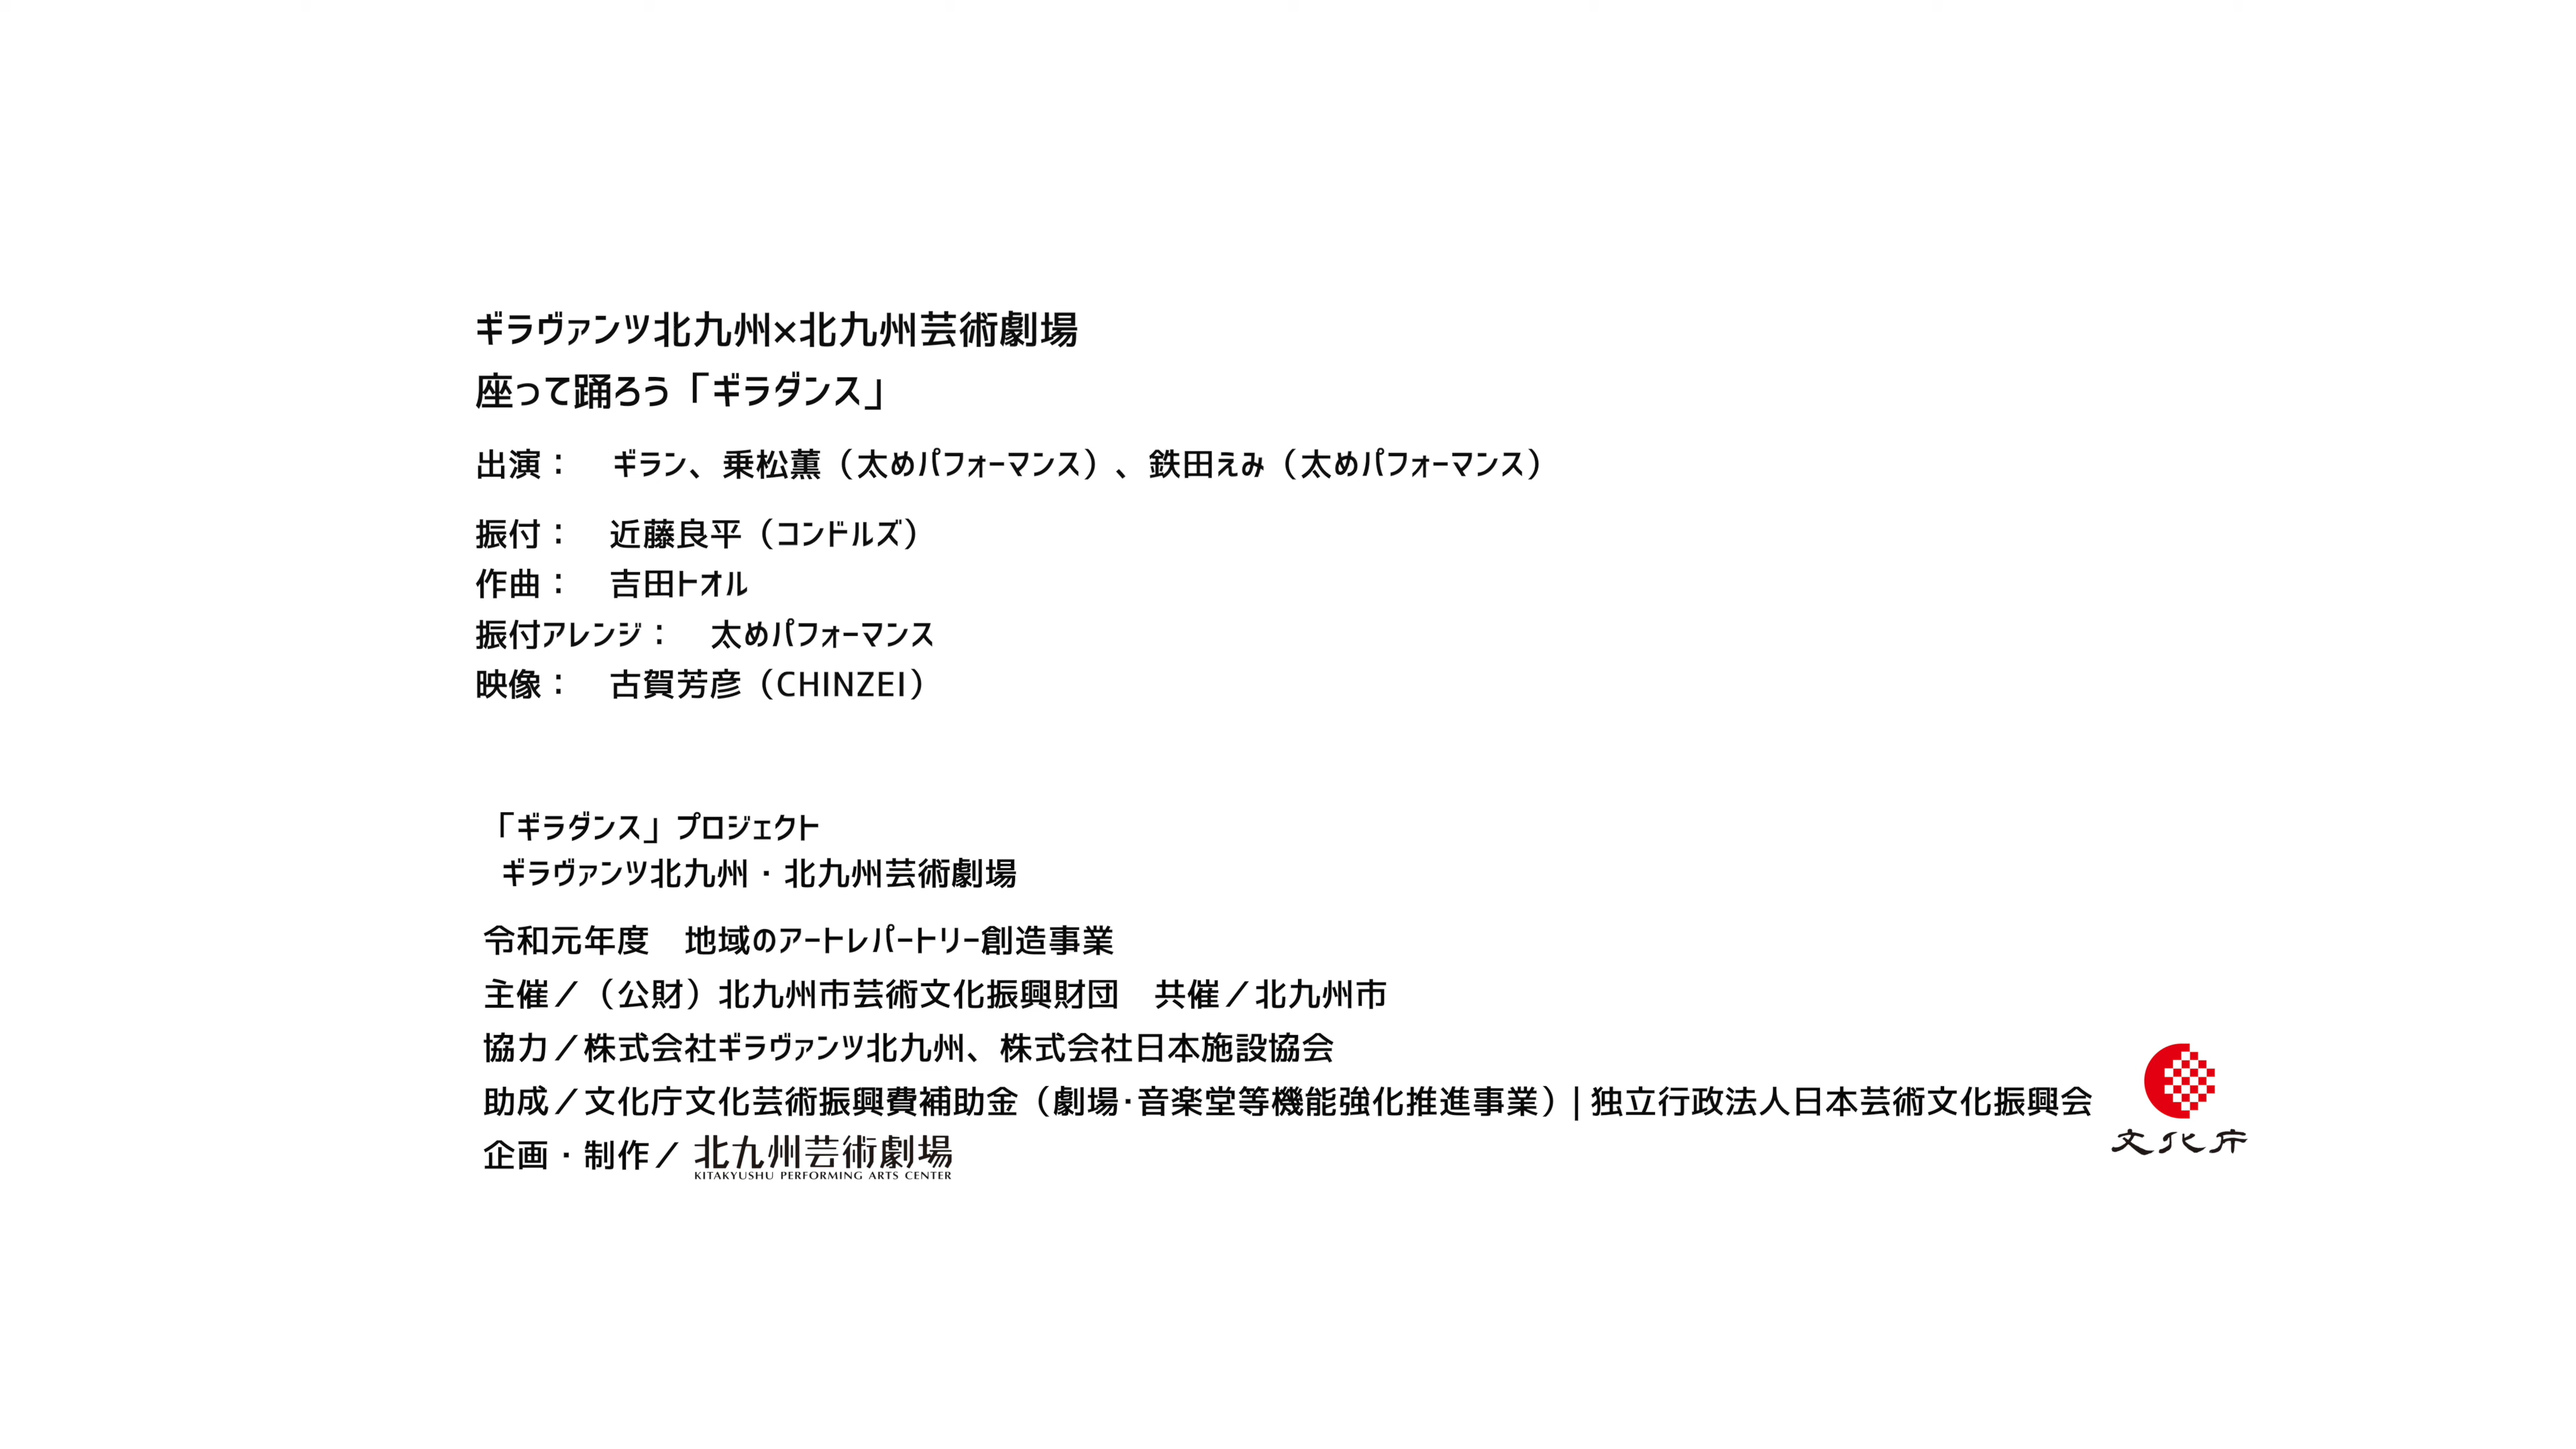 ギラヴァンツ北九州×北九州芸術劇場
座って踊ろう「ギラダンス」
出演：　ギラン、乗松薫（太めパフォーマンス）、鉄田えみ（太めパフォーマンス）
振付：　近藤良平（コンドルズ）
作曲：　吉田トオル
振付アレンジ：　太めパフォーマンス
映像：　古賀芳彦（CHINZEI）
「ギラダンス」プロジェクト
ギラヴァンツ北九州・北九州芸術劇場
令和元年度　地域のアートレパートリー創造事業
主催／（公財）北九州市芸術文化振興財団　共催／北九州市
協力／株式会社ギラヴァンツ北九州、株式会社日本施設協会
助成／文化庁文化芸術振興費補助金（劇場・音楽堂等機能強化推進事業）| 独立行政法人日本芸術文化振興会
文化庁
企画・制作／ 北九州芸術劇場
KITAKYUSHU PERFORMING ARTS CENTER